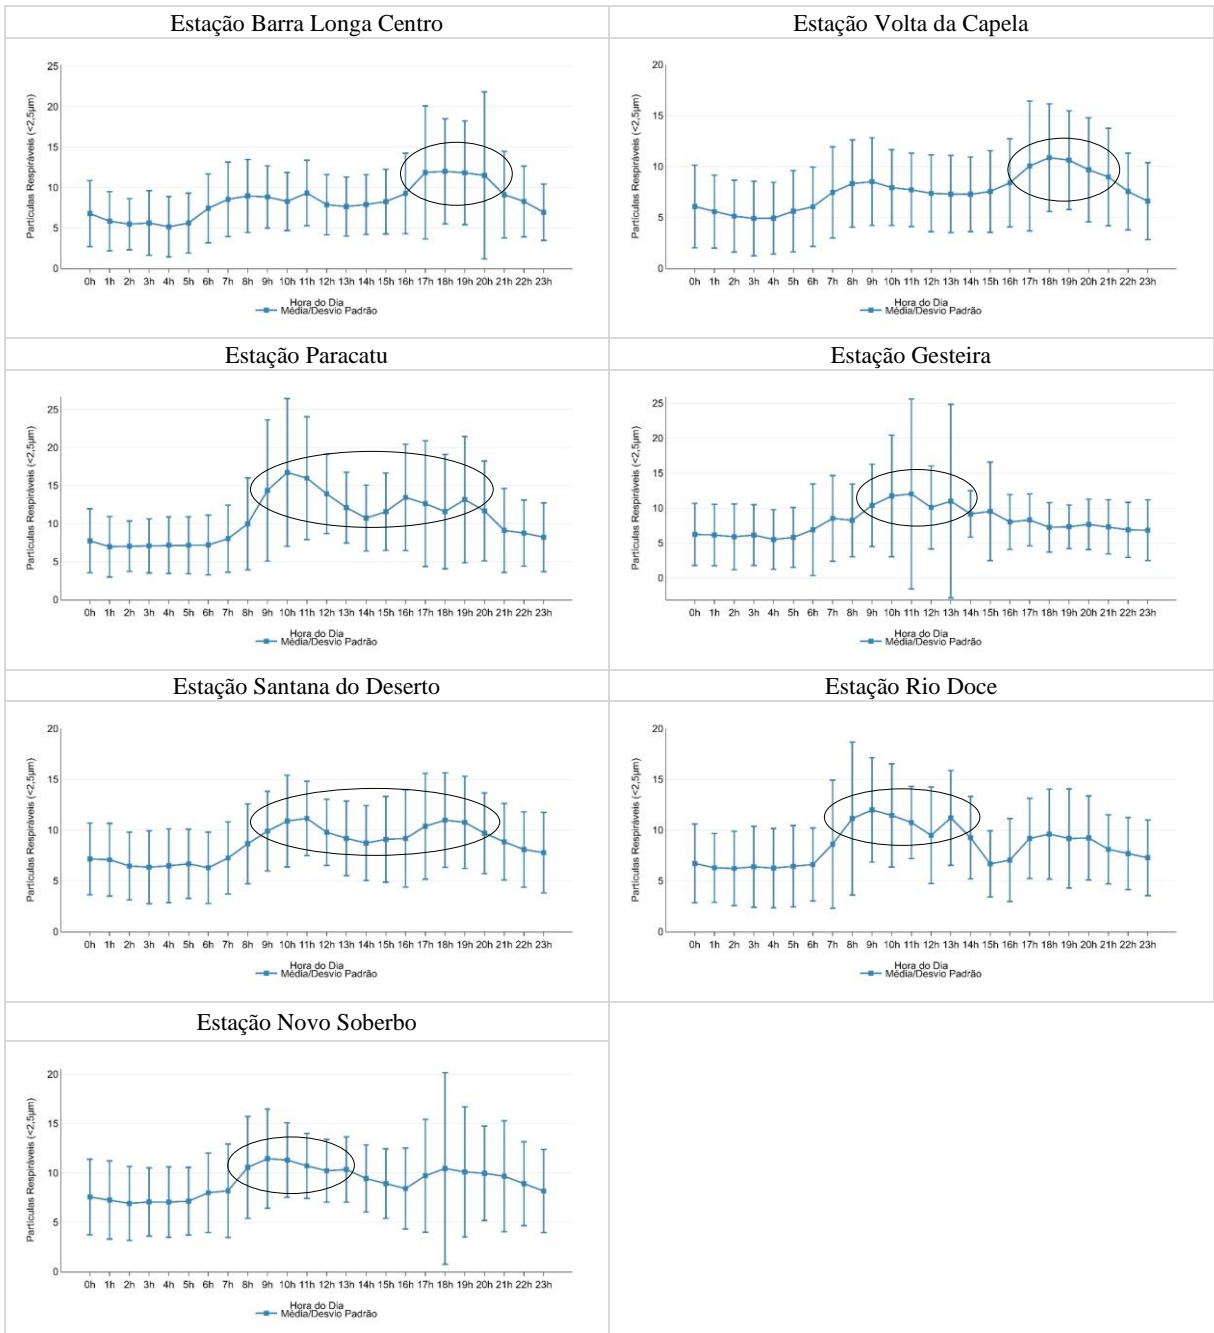 Estação Barra Longa Centro
Partículas Respiráveis (<2,5µm)
25
20
15
10
5
0
0h 1h 2h 3h 4h 5h 6h 7h 8h 9h 10h 11h 12h 13h 14h 15h 16h 17h 18h 19h 20h 21h 22h 23h
Hora do Dia
Média/Desvio Padrão
Estação Volta da Capela
Partículas Respiráveis (<2,5µm)
20
15
10
5
0
0h 1h 2h 3h 4h 5h 6h 7h 8h 9h 10h 11h 12h 13h 14h 15h 16h 17h 18h 19h 20h 21h 22h 23h
Hora do Dia
Média/Desvio Padrão
Estação Paracatu
Partículas Respiráveis (<2,5µm)
25
20
15
10
5
0
0h 1h 2h 3h 4h 5h 6h 7h 8h 9h 10h 11h 12h 13h 14h 15h 16h 17h 18h 19h 20h 21h 22h 23h
Hora do Dia
Média/Desvio Padrão
Estação Gesteira
Partículas Respiráveis (<2,5µm)
25
20
15
10
5
0
0h 1h 2h 3h 4h 5h 6h 7h 8h 9h 10h 11h 12h 13h 14h 15h 16h 17h 18h 19h 20h 21h 22h 23h
Hora do Dia
Média/Desvio Padrão
Estação Santana do Deserto
Partículas Respiráveis (<2,5µm)
20
15
10
5
0
0h 1h 2h 3h 4h 5h 6h 7h 8h 9h 10h 11h 12h 13h 14h 15h 16h 17h 18h 19h 20h 21h 22h 23h
Hora do Dia
Média/Desvio Padrão
Estação Rio Doce
Partículas Respiráveis (<2,5µm)
20
15
10
5
0
0h 1h 2h 3h 4h 5h 6h 7h 8h 9h 10h 11h 12h 13h 14h 15h 16h 17h 18h 19h 20h 21h 22h 23h
Hora do Dia
Média/Desvio Padrão
Estação Novo Soberbo
Partículas Respiráveis (<2,5µm)
20
15
10
5
0
0h 1h 2h 3h 4h 5h 6h 7h 8h 9h 10h 11h 12h 13h 14h 15h 16h 17h 18h 19h 20h 21h 22h 23h
Hora do Dia
Média/Desvio Padrão